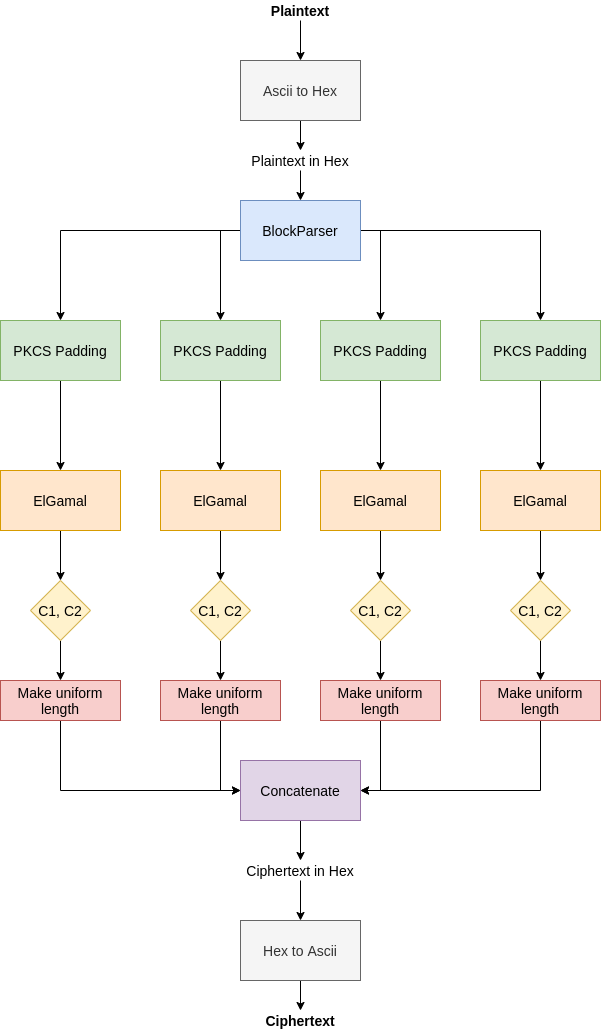 Plaintext
Ascii to Hex
Plaintext in Hex
BlockParser
PKCS Padding
PKCS Padding
PKCS Padding
PKCS Padding
ElGamal
ElGamal
ElGamal
ElGamal
C1, C2
C1, C2
C1, C2
C1, C2
Make uniform
length
Make uniform
length
Make uniform
length
Make uniform
length
Concatenate
Ciphertext in Hex
Hex to Ascii
Ciphertext